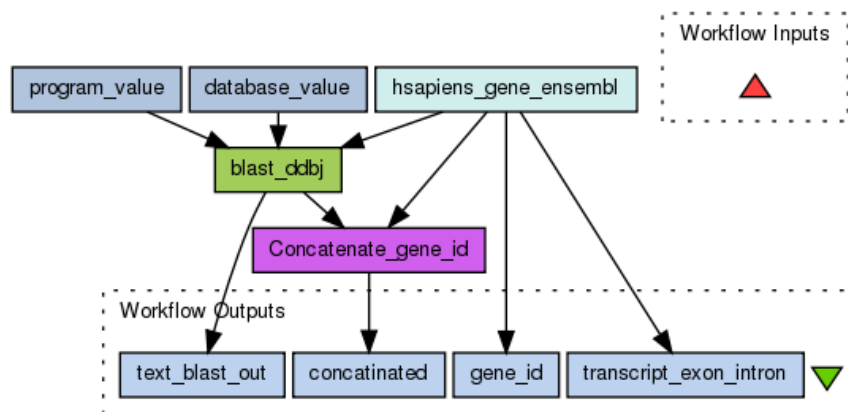 Workflow Inputs
program_value
database_value
hsapiens_gene_ensembl
blast_ddbj
Concatenate_gene_id
Workflow Outputs
text_blast_out
concatinated
gene_id
transcript_exon_intron